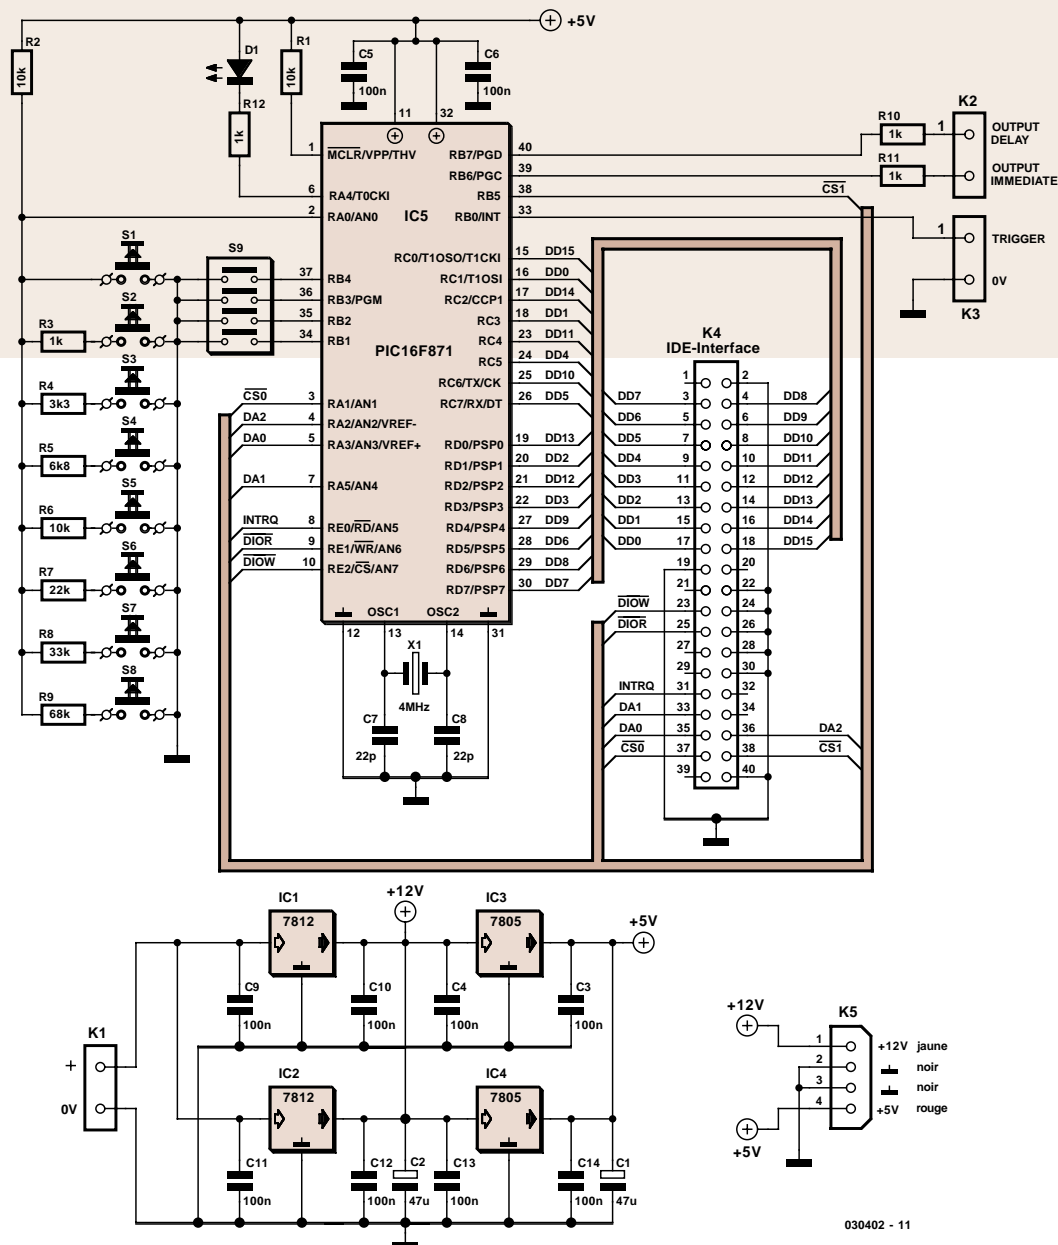 +5V
R2
10k
D1
R12
1k
R1
10k
C5
100n
C6
100n
11
32
1
MCLR/VPP/THV
RB7/PGD
40
RB6/PGC
39
6
RA4/T0CKI
RB5
38
CS1
2
RA0/AN0
IC5
RB0/INT
33
R10
1k
R11
1k
K2
1
OUTPUT
DELAY
OUTPUT
IMMEDIATE
1
TRIGGER
0V
K3
S1
S2
S3
S4
S5
S6
S7
S8
S9
R3
1k
R4
3k3
R5
6k8
R6
10k
R7
22k
R8
33k
R9
68k
37
RB4
36
RB3/PGM
35
RB2
34
RB1
PIC16F871
RC0/T1OSO/T1CKI
15
DD15
RC1/T1OSI
16
DD0
RC2/CCP1
17
DD14
RC3
18
DD1
RC4
23
DD11
RC5
24
DD4
RC6/TX/CK
25
DD10
RC7/RX/DT
26
DD5
CS0
3
RA1/AN1
DA2
4
RA2/AN2/VREF-
DA0
5
RA3/AN3/VREF+
DA1
7
RA5/AN4
INTRQ
8
RE0/RD/AN5
DIOR
9
RE1/WR/AN6
DIOW
10
RE2/CS/AN7
RD0/PSP0
19
DD13
RD1/PSP1
20
DD2
RD2/PSP2
21
DD12
RD3/PSP3
22
DD3
RD4/PSP4
27
DD9
RD5/PSP5
28
DD6
RD6/PSP6
29
DD8
RD7/PSP7
30
DD7
OSC1
OSC2
12
13
14
31
X1
4MHz
C7
22p
C8
22p
K4
IDE-Interface
1
2
DD7
3
4
DD8
DD6
5
6
DD9
DD5
7
8
DD10
DD4
9
10
DD11
DD3
11
12
DD12
DD2
13
14
DD13
DD1
15
16
DD14
DD0
17
18
DD15
19
20
21
22
DIOW
23
24
DIOR
25
26
27
28
29
30
INTRQ
31
32
DA1
33
34
DA0
35
36
DA2
CS0
37
38
CS1
39
40
K1
+
0V
IC1
7812
+12V
IC3
7805
+5V
C9
100n
C10
100n
C4
100n
C3
100n
IC2
7812
IC4
7805
C11
100n
C12
100n
C2
47u
C13
100n
C14
100n
C1
47u
+12V
K5
1
+12V jaune
2
noir
3
noir
4
+5V rouge
+5V
030402 - 11